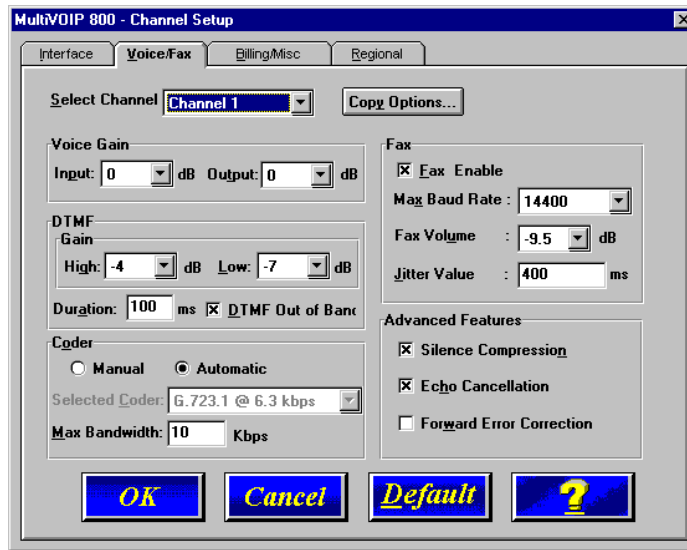 MultiVOIP 800 - Channel Setup
Interface Voice/Fax Billing/Misc Regional
Select Channel Channel 1 Copy Options...
Voice Gain
Input: 0 dB Output: 0 dB
DTMF
Gain
High: -4 dB Low: -7 dB
Duration: 100 ms DTMF Out of Banc
Coder
Manual Automatic
Selected Coder: G.723.1 @ 6.3 kbps
Max Bandwidth: 10 Kbps
Fax
Fax Enable
Max Baud Rate : 14400
Fax Volume : -9.5 dB
Jitter Value : 400 ms
Advanced Features
Silence Compression
Echo Cancellation
Forward Error Correction
OK Cancel Default ?